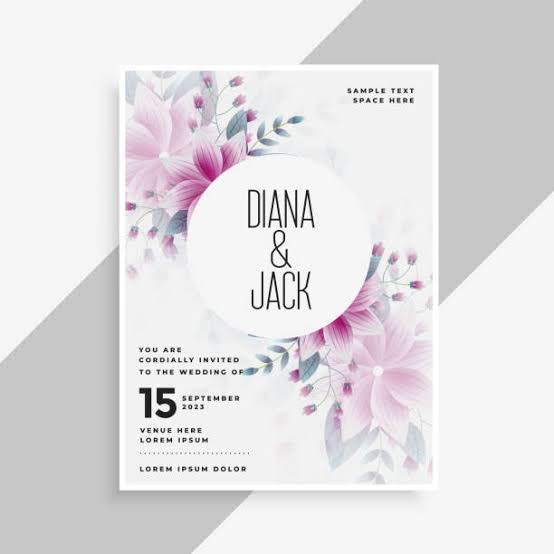 SAMPLE TEXT
SPACE HERE
DIANA
&
JACK
YOU ARE
CORDIALLY INVITED
TO THE WEDDING OF
15 SEPTEMBER
2023
VENUE HERE
LOREM IPSUM
LOREM IPSUM DOLOR